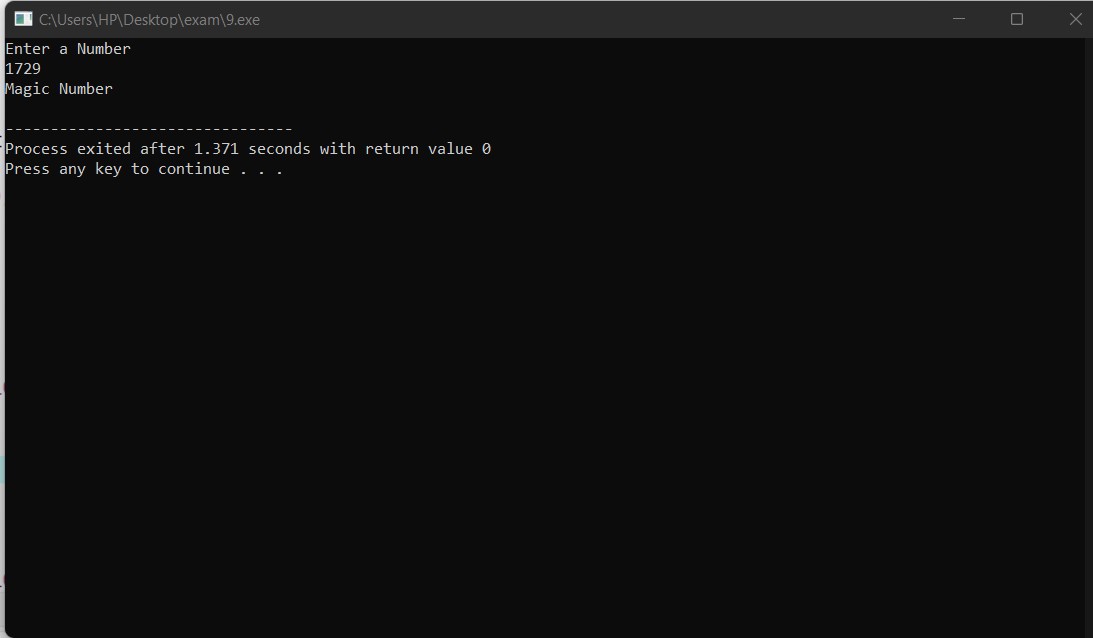 C:\Users\HP\Desktop\exam\9.exe
Enter a Number
1729
Magic Number
--------------------------------
Process exited after 1.371 seconds with return value 0
Press any key to continue . . .